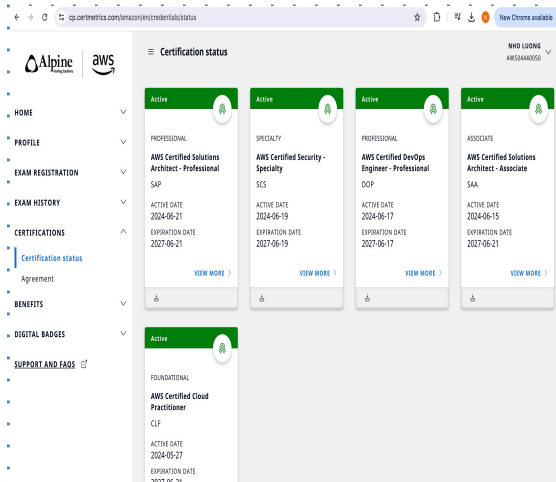 cp.certmetrics.com/amazon/en/credentials/status
New Chrome available
Alpine
Testing Solutions
aws
Certification status
NHO LUONG
AWS04440050
HOME
PROFILE
EXAM REGISTRATION
EXAM HISTORY
CERTIFICATIONS
Certification status
Agreement
BENEFITS
DIGITAL BADGES
SUPPORT AND FAQS
Active
PROFESSIONAL
AWS Certified Solutions
Architect - Professional
SAP
ACTIVE DATE
2024-06-21
EXPIRATION DATE
2027-06-21
VIEW MORE
Active
SPECIALTY
AWS Certified Security -
Specialty
SCS
ACTIVE DATE
2024-06-19
EXPIRATION DATE
2027-06-19
VIEW MORE
Active
PROFESSIONAL
AWS Certified DevOps
Engineer - Professional
DOP
ACTIVE DATE
2024-06-17
EXPIRATION DATE
2027-06-17
VIEW MORE
Active
ASSOCIATE
AWS Certified Solutions
Architect - Associate
SAA
ACTIVE DATE
2024-06-15
EXPIRATION DATE
2027-06-21
VIEW MORE
Active
FOUNDATIONAL
AWS Certified Cloud
Practitioner
CLF
ACTIVE DATE
2024-05-27
EXPIRATION DATE
2027-06-21